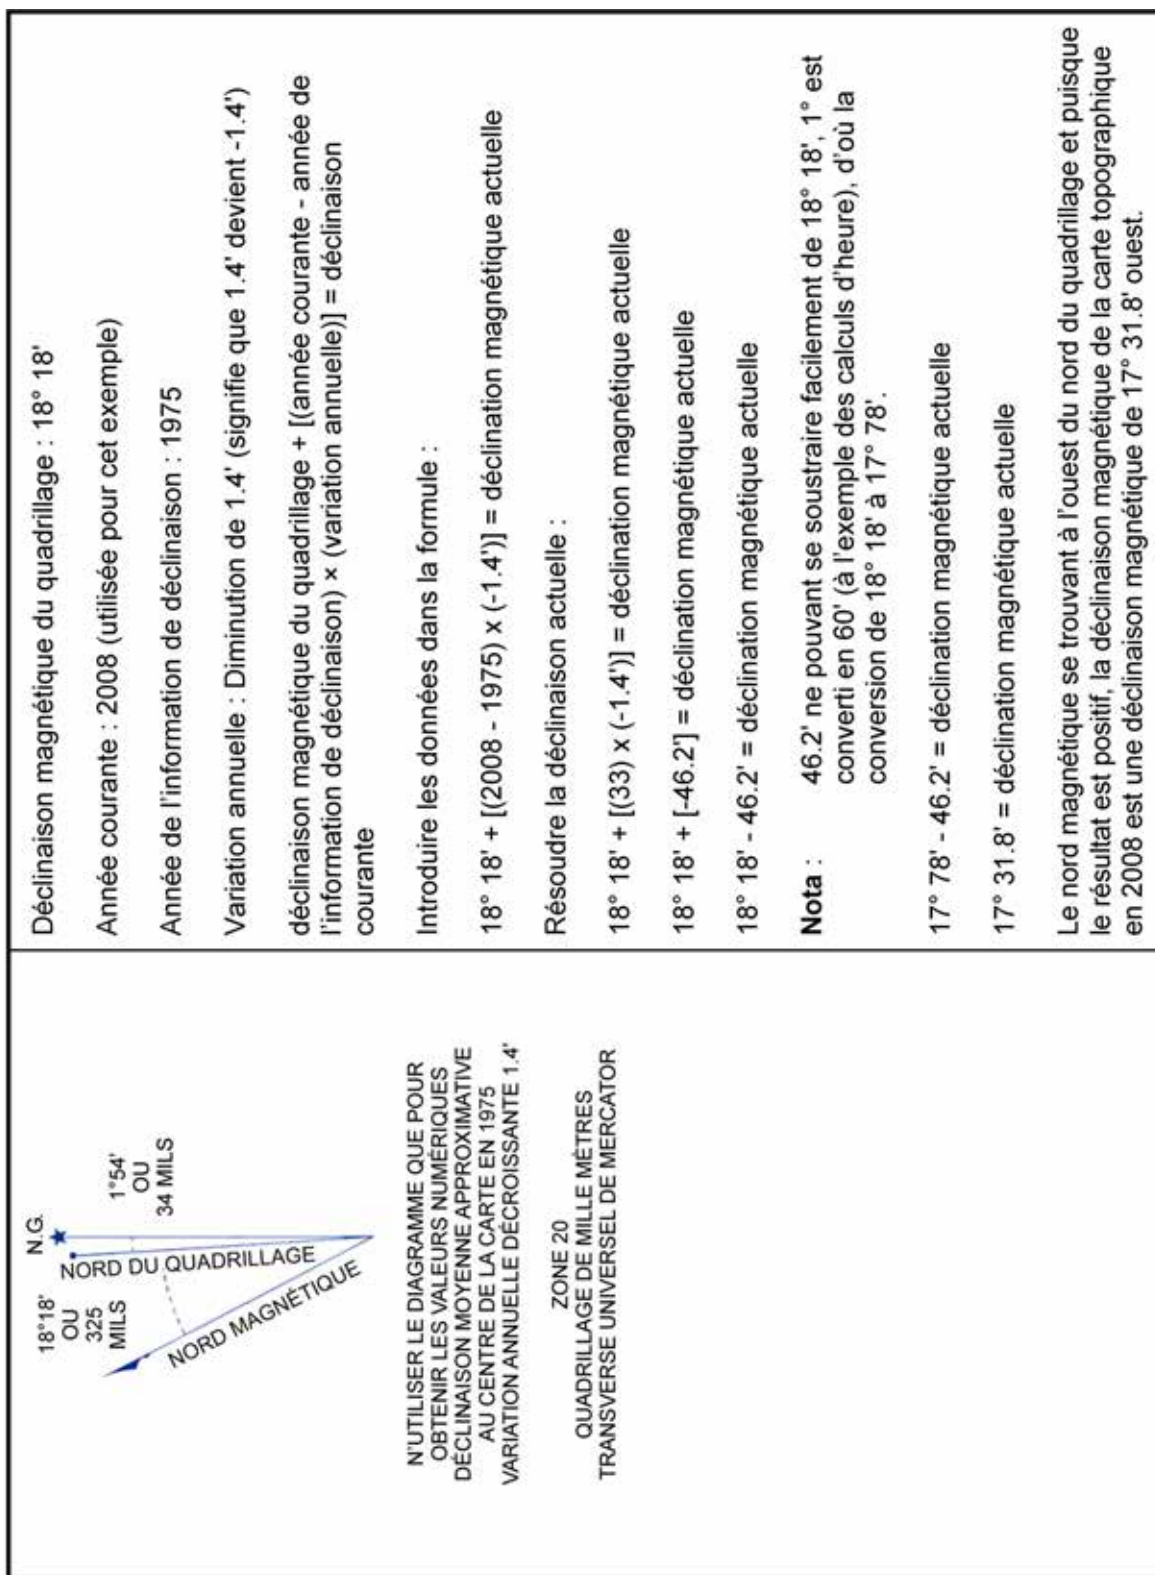 N.G.
18°18'
OU
325
MILS
1°54'
OU
34 MILS
NORD DU QUADRILLAGE
NORD MAGNÉTIQUE
N'UTILISER LE DIAGRAMME QUE POUR
OBTENIR LES VALEURS NUMÉRIQUES
DÉCLINAISON MOYENNE APPROXIMATIVE
AU CENTRE DE LA CARTE EN 1975
VARIATION ANNUELLE DÉCROISSANTE 1.4'
ZONE 20
QUADRILLAGE DE MILLE MÈTRES
TRANSVERSE UNIVERSEL DE MERCATOR
Déclinaison magnétique du quadrillage : 18° 18'
Année courante : 2008 (utilisée pour cet exemple)
Année de l'information de déclinaison : 1975
Variation annuelle : Diminution de 1.4' (signifie que 1.4' devient -1.4')
déclinaison magnétique du quadrillage + [(année courante - année de
l'information de déclinaison) × (variation annuelle)] = déclinaison
courante
Introduire les données dans la formule :
18° 18' + [(2008 - 1975) x (-1.4')] = déclination magnétique actuelle
Résoudre la déclinaison actuelle :
18° 18' + [(33) x (-1.4')] = déclination magnétique actuelle
18° 18' + [-46.2'] = déclination magnétique actuelle
18° 18' - 46.2' = déclination magnétique actuelle
Nota : 46.2' ne pouvant se soustraire facilement de 18° 18', 1° est
converti en 60' (à l'exemple des calculs d'heure), d'où la
conversion de 18° 18' à 17° 78'.
17° 78' - 46.2' = déclination magnétique actuelle
17° 31.8' = déclination magnétique actuelle
Le nord magnétique se trouvant à l'ouest du nord du quadrillage et puisque
le résultat est positif, la déclinaison magnétique de la carte topographique
en 2008 est une déclinaison magnétique de 17° 31.8' ouest.